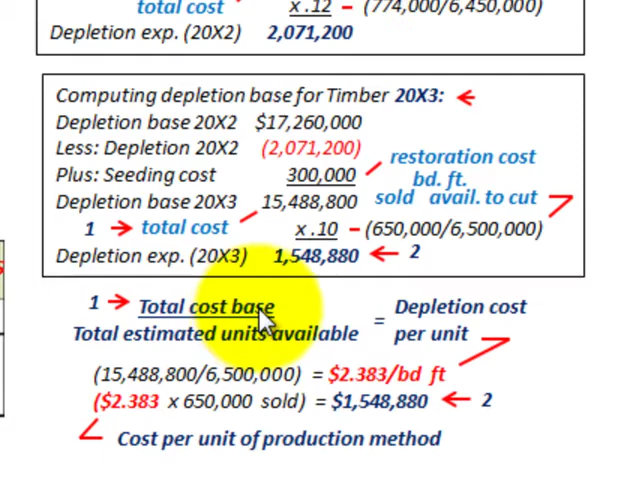 total cost x .12 – (774,000/6,450,000)
Depletion exp. (20X2) 2,071,200
Computing depletion base for Timber 20X3:
Depletion base 20X2 $17,260,000
Less: Depletion 20X2 (2,071,200)
restoration cost
Plus: Seeding cost 300,000
bd. ft.
sold avail. to cut
Depletion base 20X3 15,488,800
1 total cost x .10 – (650,000/6,500,000)
Depletion exp. (20X3) 1,548,880 2
1 Total cost base
Total estimated units available = Depletion cost
per unit
(15,488,800/6,500,000) = $2.383/bd ft
($2.383 x 650,000 sold) = $1,548,880 2
Cost per unit of production method